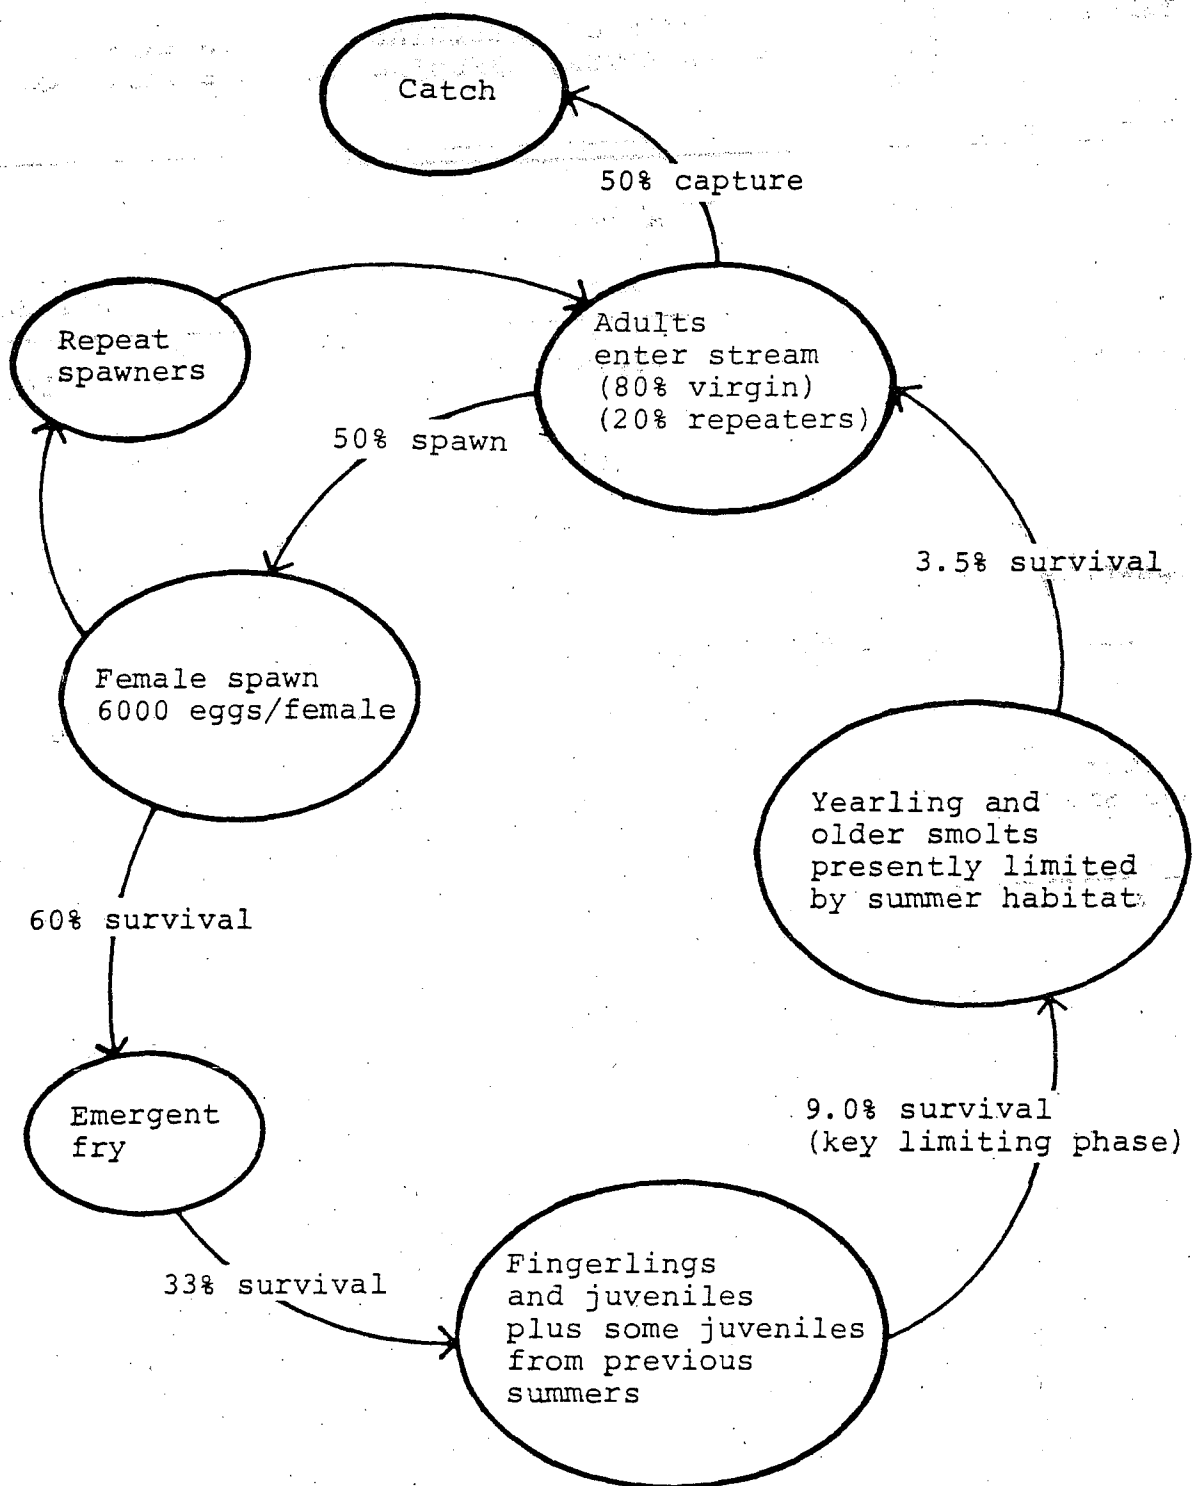 Catch
50% capture
Repeat
spawners
Adults
enter stream
(80% virgin)
(20% repeaters)
50% spawn
3.5% survival
Female spawn
6000 eggs/female
Yearling and
older smolts
presently limited
by summer habitat
60% survival
Emergent
fry
9.0% survival
(key limiting phase)
33% survival
Fingerlings
and juveniles
plus some juveniles
from previous
summers